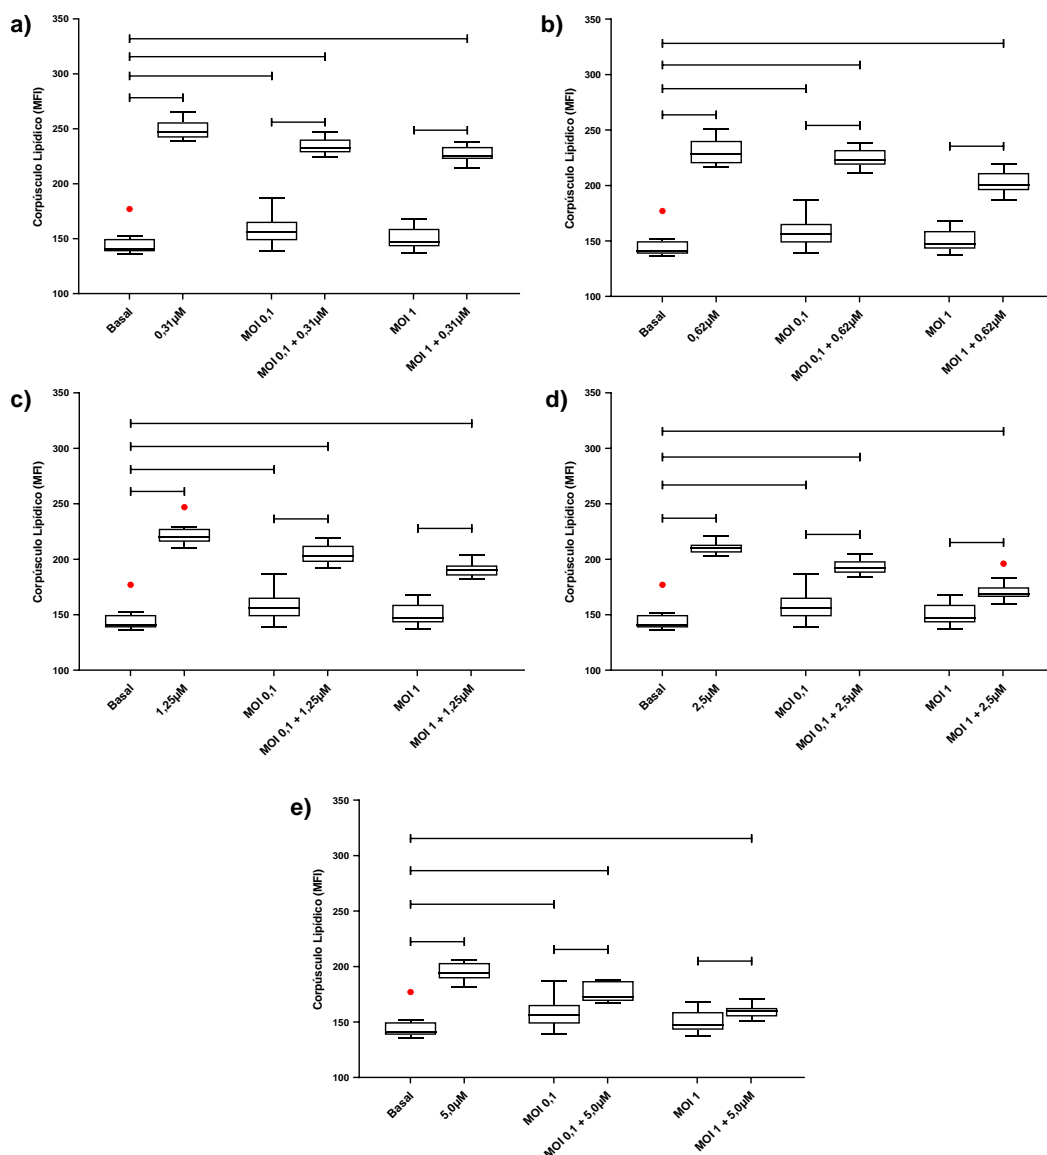 a)
Corpúsculo Lipídico (MFI)
350
300
250
200
150
100
Basal
0,31µM
MOI 0,1
MOI 0,1 + 0,31µM
MOI 1
MOI 1 + 0,31µM
b)
Corpúsculo Lipídico (MFI)
350
300
250
200
150
100
Basal
0,62µM
MOI 0,1
MOI 0,1 + 0,62µM
MOI 1
MOI 1 + 0,62µM
c)
Corpúsculo Lipídico (MFI)
350
300
250
200
150
100
Basal
1,25µM
MOI 0,1
MOI 0,1 + 1,25µM
MOI 1
MOI 1 + 1,25µM
d)
Corpúsculo Lipídico (MFI)
350
300
250
200
150
100
Basal
2,5µM
MOI 0,1
MOI 0,1 + 2,5µM
MOI 1
MOI 1 + 2,5µM
e)
Corpúsculo Lipídico (MFI)
350
300
250
200
150
100
Basal
5,0µM
MOI 0,1
MOI 0,1 + 5,0µM
MOI 1
MOI 1 + 5,0µM